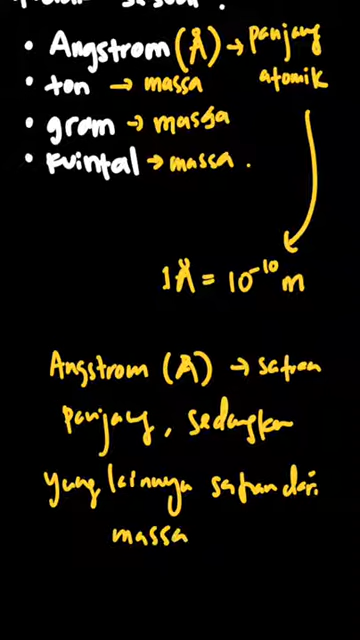 • Angstrom (Å) → panjang atomik
• ton → massa
• gram → massa
• kuintal → massa.
1Å = 10⁻¹⁰ m
Angstrom (Å) → satuan
panjang, sedangkan
yang lainnya satuan dari
massa